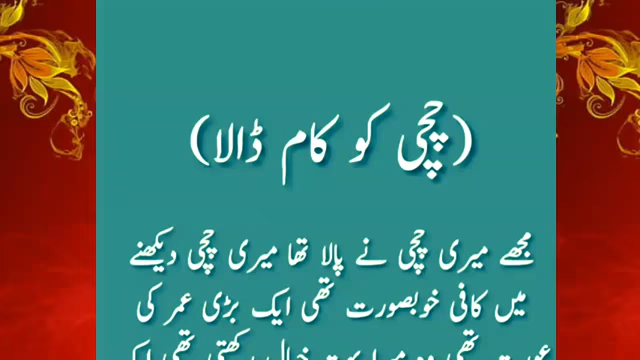 (چچی کو کام ڈالا)
مجھے میری چچی نے پالا تھا میری چچی دیکھنے
میں کافی خوبصورت تھی ایک بڑی عمر کی